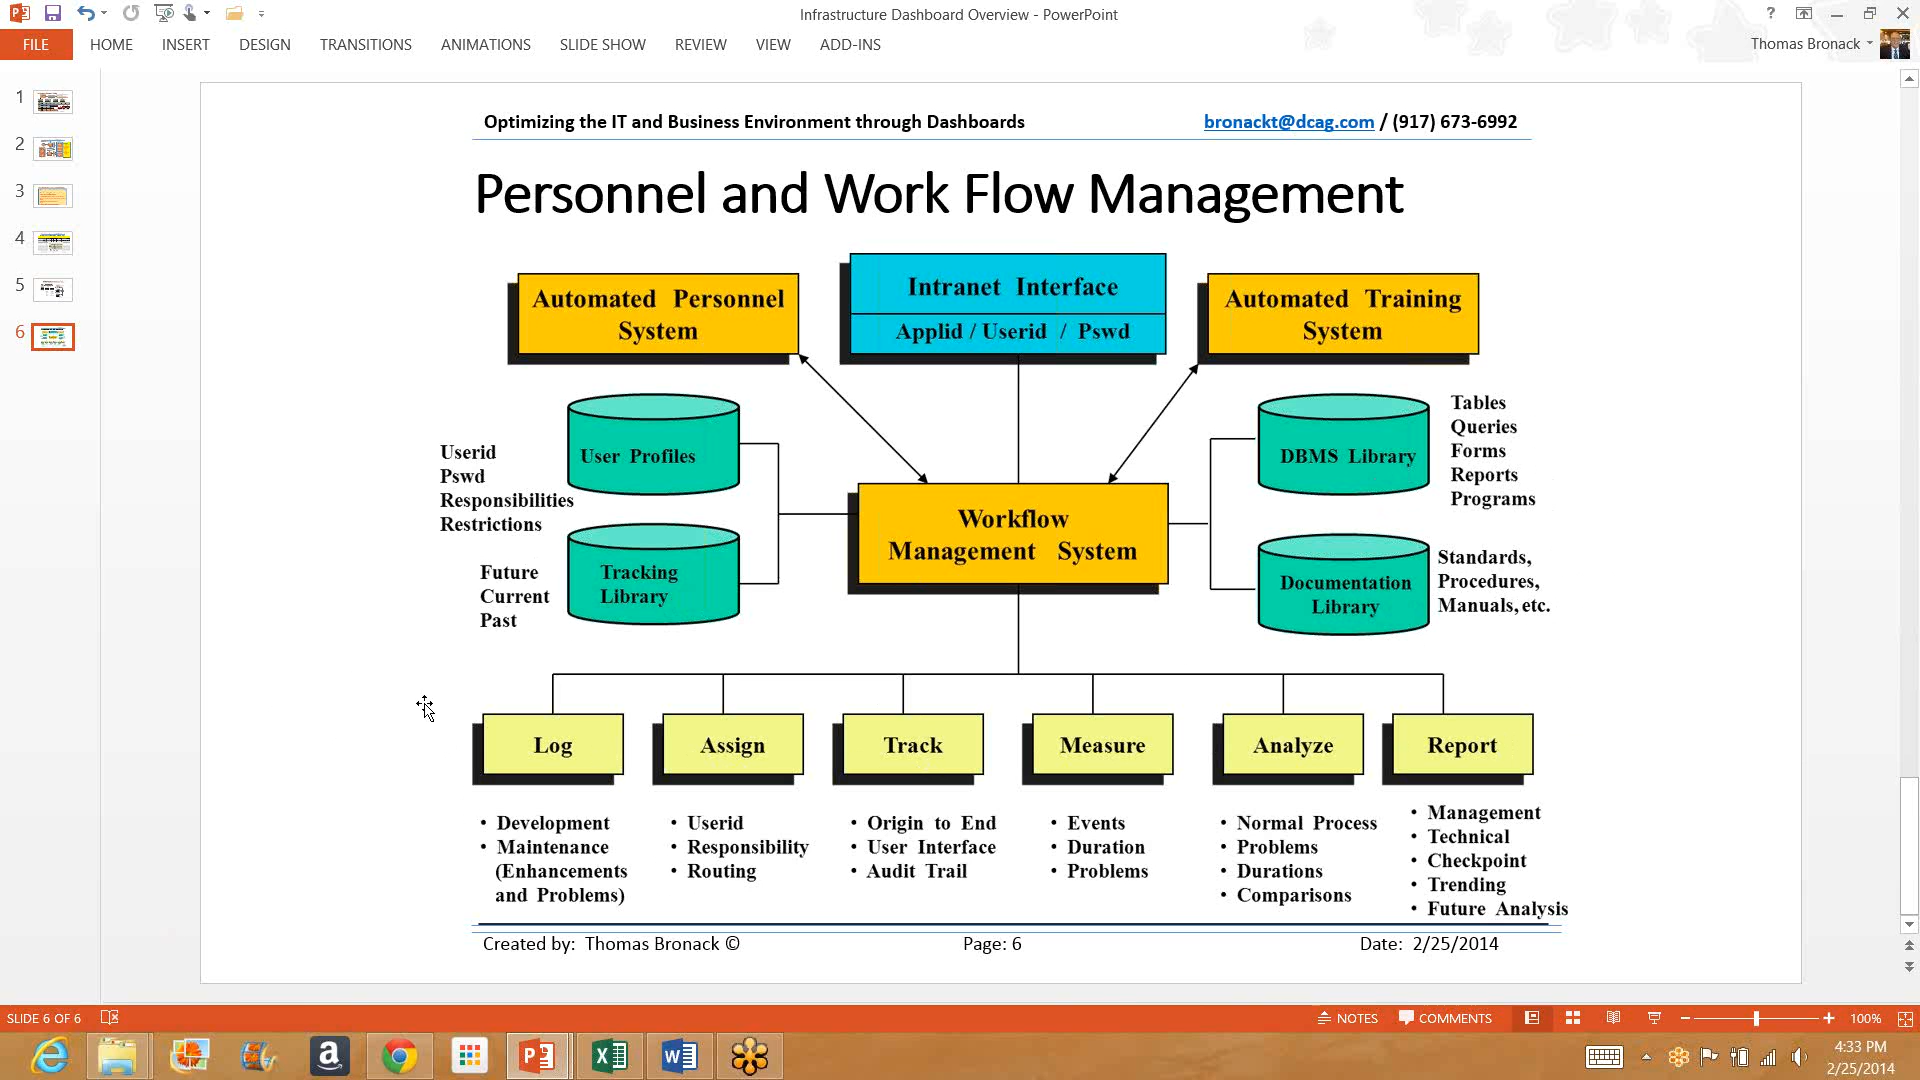 Infrastructure Dashboard Overview - PowerPoint
?
FILE HOME INSERT DESIGN TRANSITIONS ANIMATIONS SLIDE SHOW REVIEW VIEW ADD-INS
Thomas Bronack
1
2
3
4
5
6
Optimizing the IT and Business Environment through Dashboards
bronackt@dcag.com / (917) 673-6992
Personnel and Work Flow Management
Automated Personnel
System
Intranet Interface
Applid / Userid / Pswd
Automated Training
System
User Profiles
Userid
Pswd
Responsibilities
Restrictions
Tracking
Library
Future
Current
Past
Workflow
Management System
DBMS Library
Tables
Queries
Forms
Reports
Programs
Documentation
Library
Standards,
Procedures,
Manuals, etc.
Log
• Development
• Maintenance
(Enhancements
and Problems)
Assign
• Userid
• Responsibility
• Routing
Track
• Origin to End
• User Interface
• Audit Trail
Measure
• Events
• Duration
• Problems
Analyze
• Normal Process
• Problems
• Durations
• Comparisons
Report
• Management
• Technical
• Checkpoint
• Trending
• Future Analysis
Created by: Thomas Bronack ©
Page: 6
Date: 2/25/2014
SLIDE 6 OF 6
NOTES
COMMENTS
100%
4:33 PM
2/25/2014